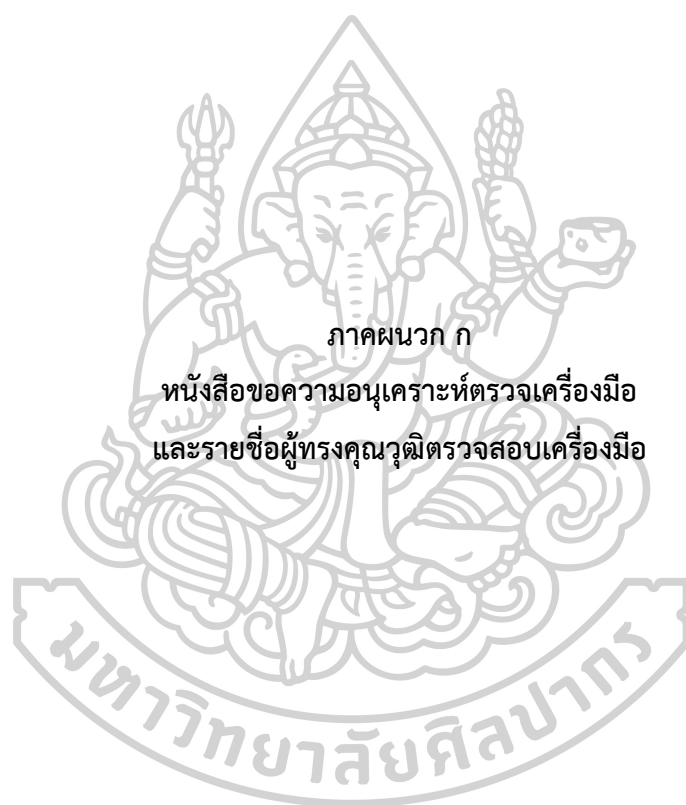 ภาคผนวก ก
หนังสือขอความอนุเคราะห์ตรวจเครื่องมือ
และรายชื่อผู้ทรงคุณวุฒิตรวจสอบเครื่องมือ
มหาวิทยาลัยศิลปากร